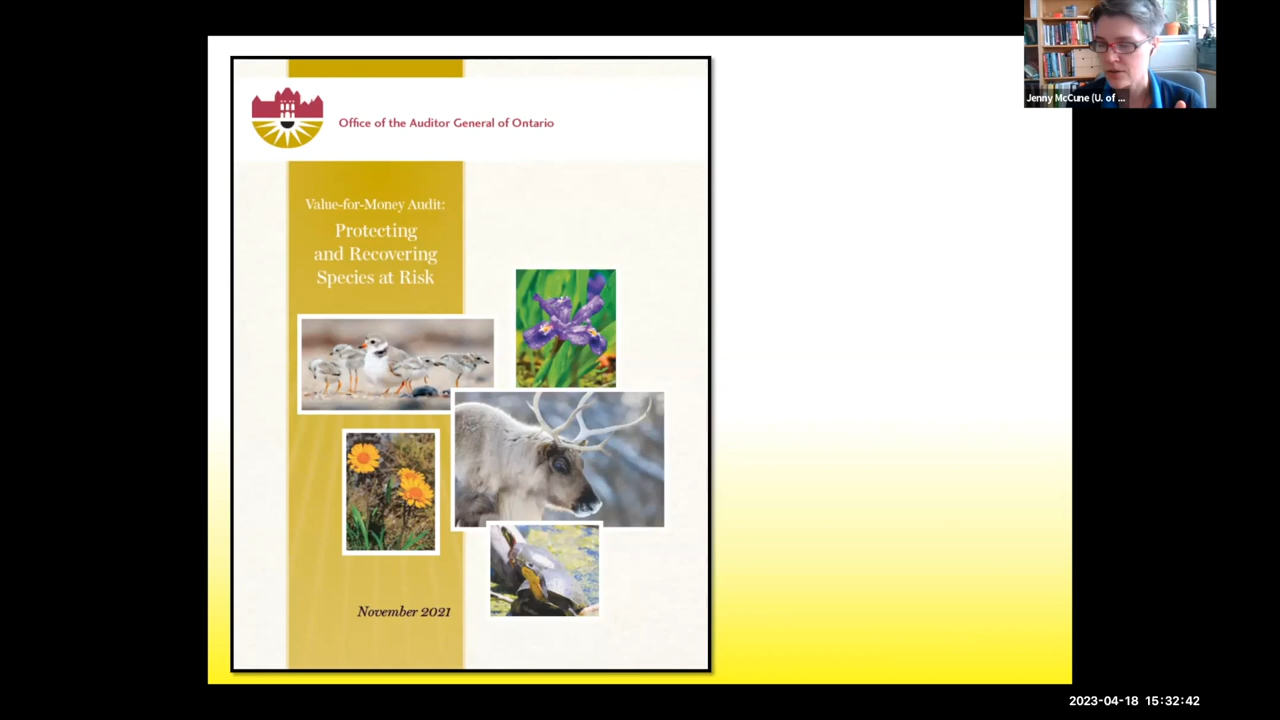 Office of the Auditor General of Ontario
Value-for-Money Audit:
Protecting
and Recovering
Species at Risk
November 2021
Jenny McCune (U. of ...
2023-04-18 15:32:42